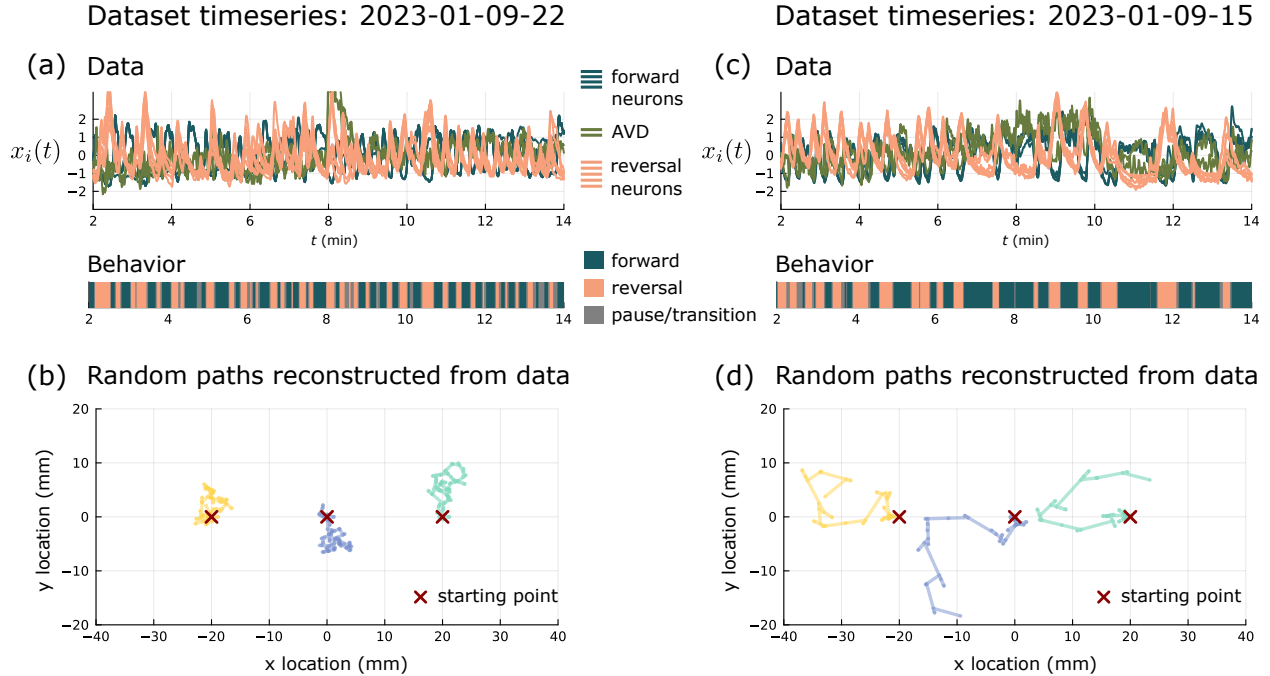 Dataset timeseries: 2023-01-09-22
(a) Data
forward neurons
AVD
reversal neurons
x_i(t)
2
1
0
−1
−2
2 4 6 8 10 12 14
t (min)
Behavior
forward
reversal
pause/transition
2 4 6 8 10 12 14
(b) Random paths reconstructed from data
y location (mm)
20
10
0
−10
−20
−40 −30 −20 −10 0 10 20 30 40
starting point
x location (mm)
Dataset timeseries: 2023-01-09-15
(c) Data
x_i(t)
2
1
0
−1
−2
2 4 6 8 10 12 14
t (min)
Behavior
2 4 6 8 10 12 14
(d) Random paths reconstructed from data
y location (mm)
20
10
0
−10
−20
−40 −30 −20 −10 0 10 20 30 40
starting point
x location (mm)